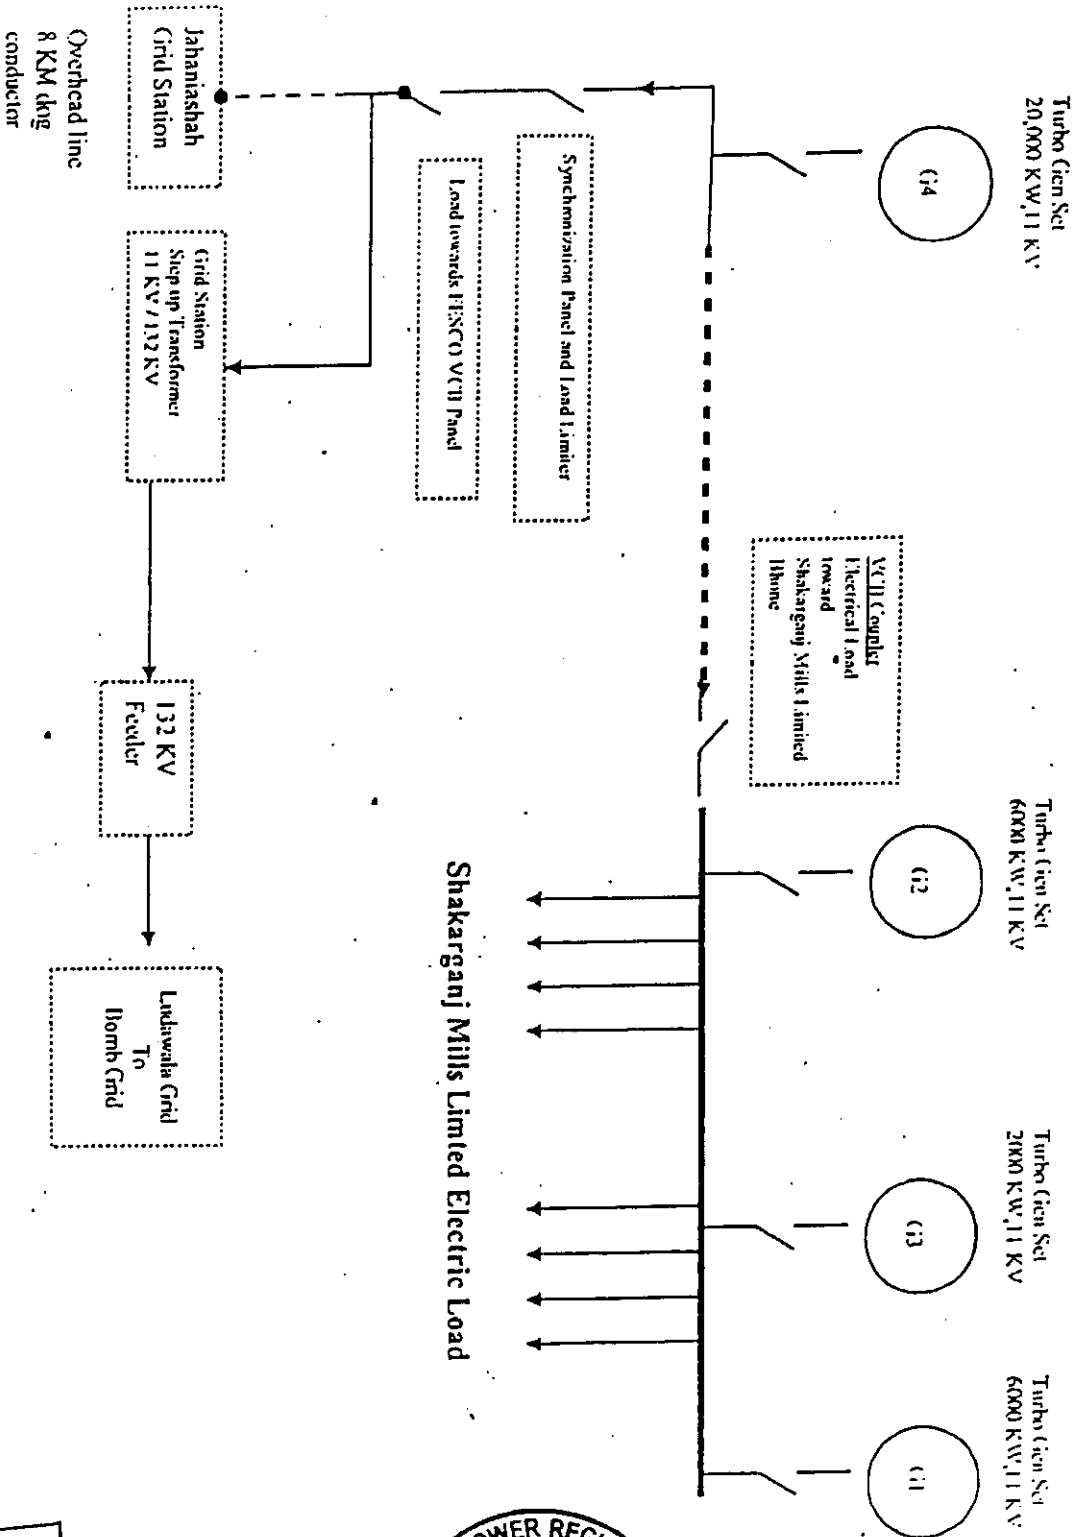 Turbo Gen Set
20,000 KW,11 KV
G4
Turbo Gen Set
6000 KW,11 KV
G2
Turbo Gen Set
2000 KW,11 KV
G3
Turbo Gen Set
6000 KW,11 KV
G1
VCB Coupler
Electrical Load
toward
Shakarganj Mills Limited
Bhone
Synchronization Panel and Load Limiter
Load towards FESCO VCB Panel
Shakarganj Mills Limted Electric Load
Jahaniashah
Grid Station
Grid Station
Step up Transformer
11 KV / 132 KV
132 KV
Feeder
Ludawala Grid
To
Bomb Grid
Overhead line
8 KM dog
conductor